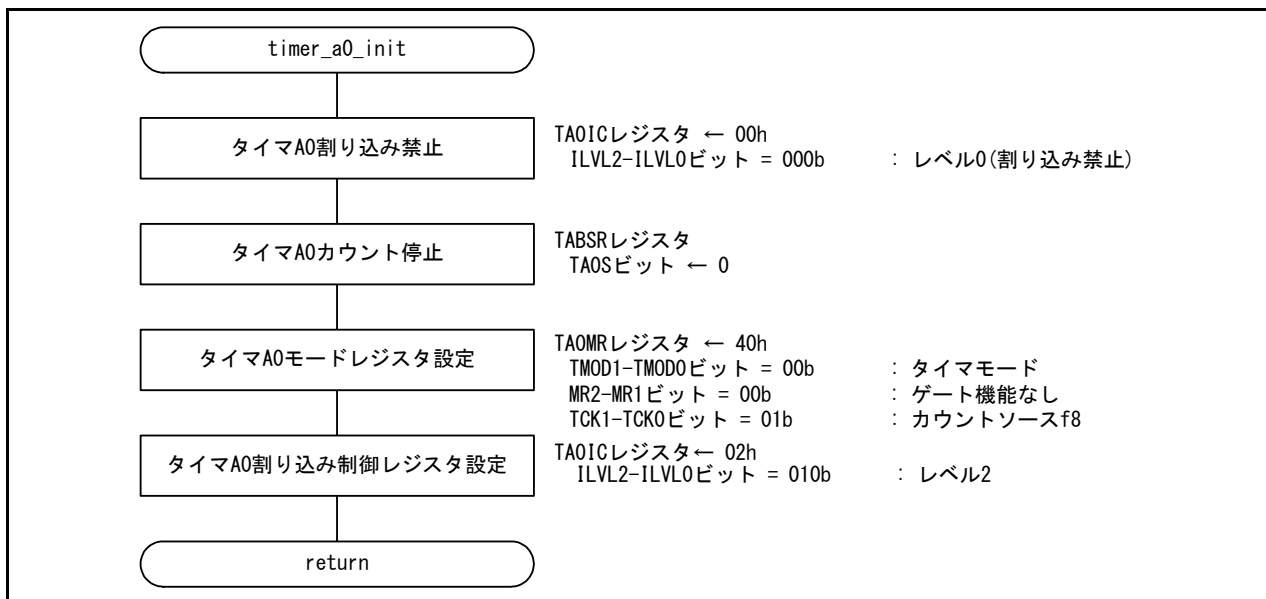 timer_a0_init
タイマA0割り込み禁止
TA0ICレジスタ ← 00h
ILVL2-ILVL0ビット = 000b : レベル0(割り込み禁止)
タイマA0カウント停止
TABSRレジスタ
TA0Sビット ← 0
タイマA0モードレジスタ設定
TA0MRレジスタ ← 40h
TMOD1-TMOD0ビット = 00b : タイマモード
MR2-MR1ビット = 00b : ゲート機能なし
TCK1-TCK0ビット = 01b : カウントソースf8
タイマA0割り込み制御レジスタ設定
TA0ICレジスタ← 02h
ILVL2-ILVL0ビット = 010b : レベル2
return